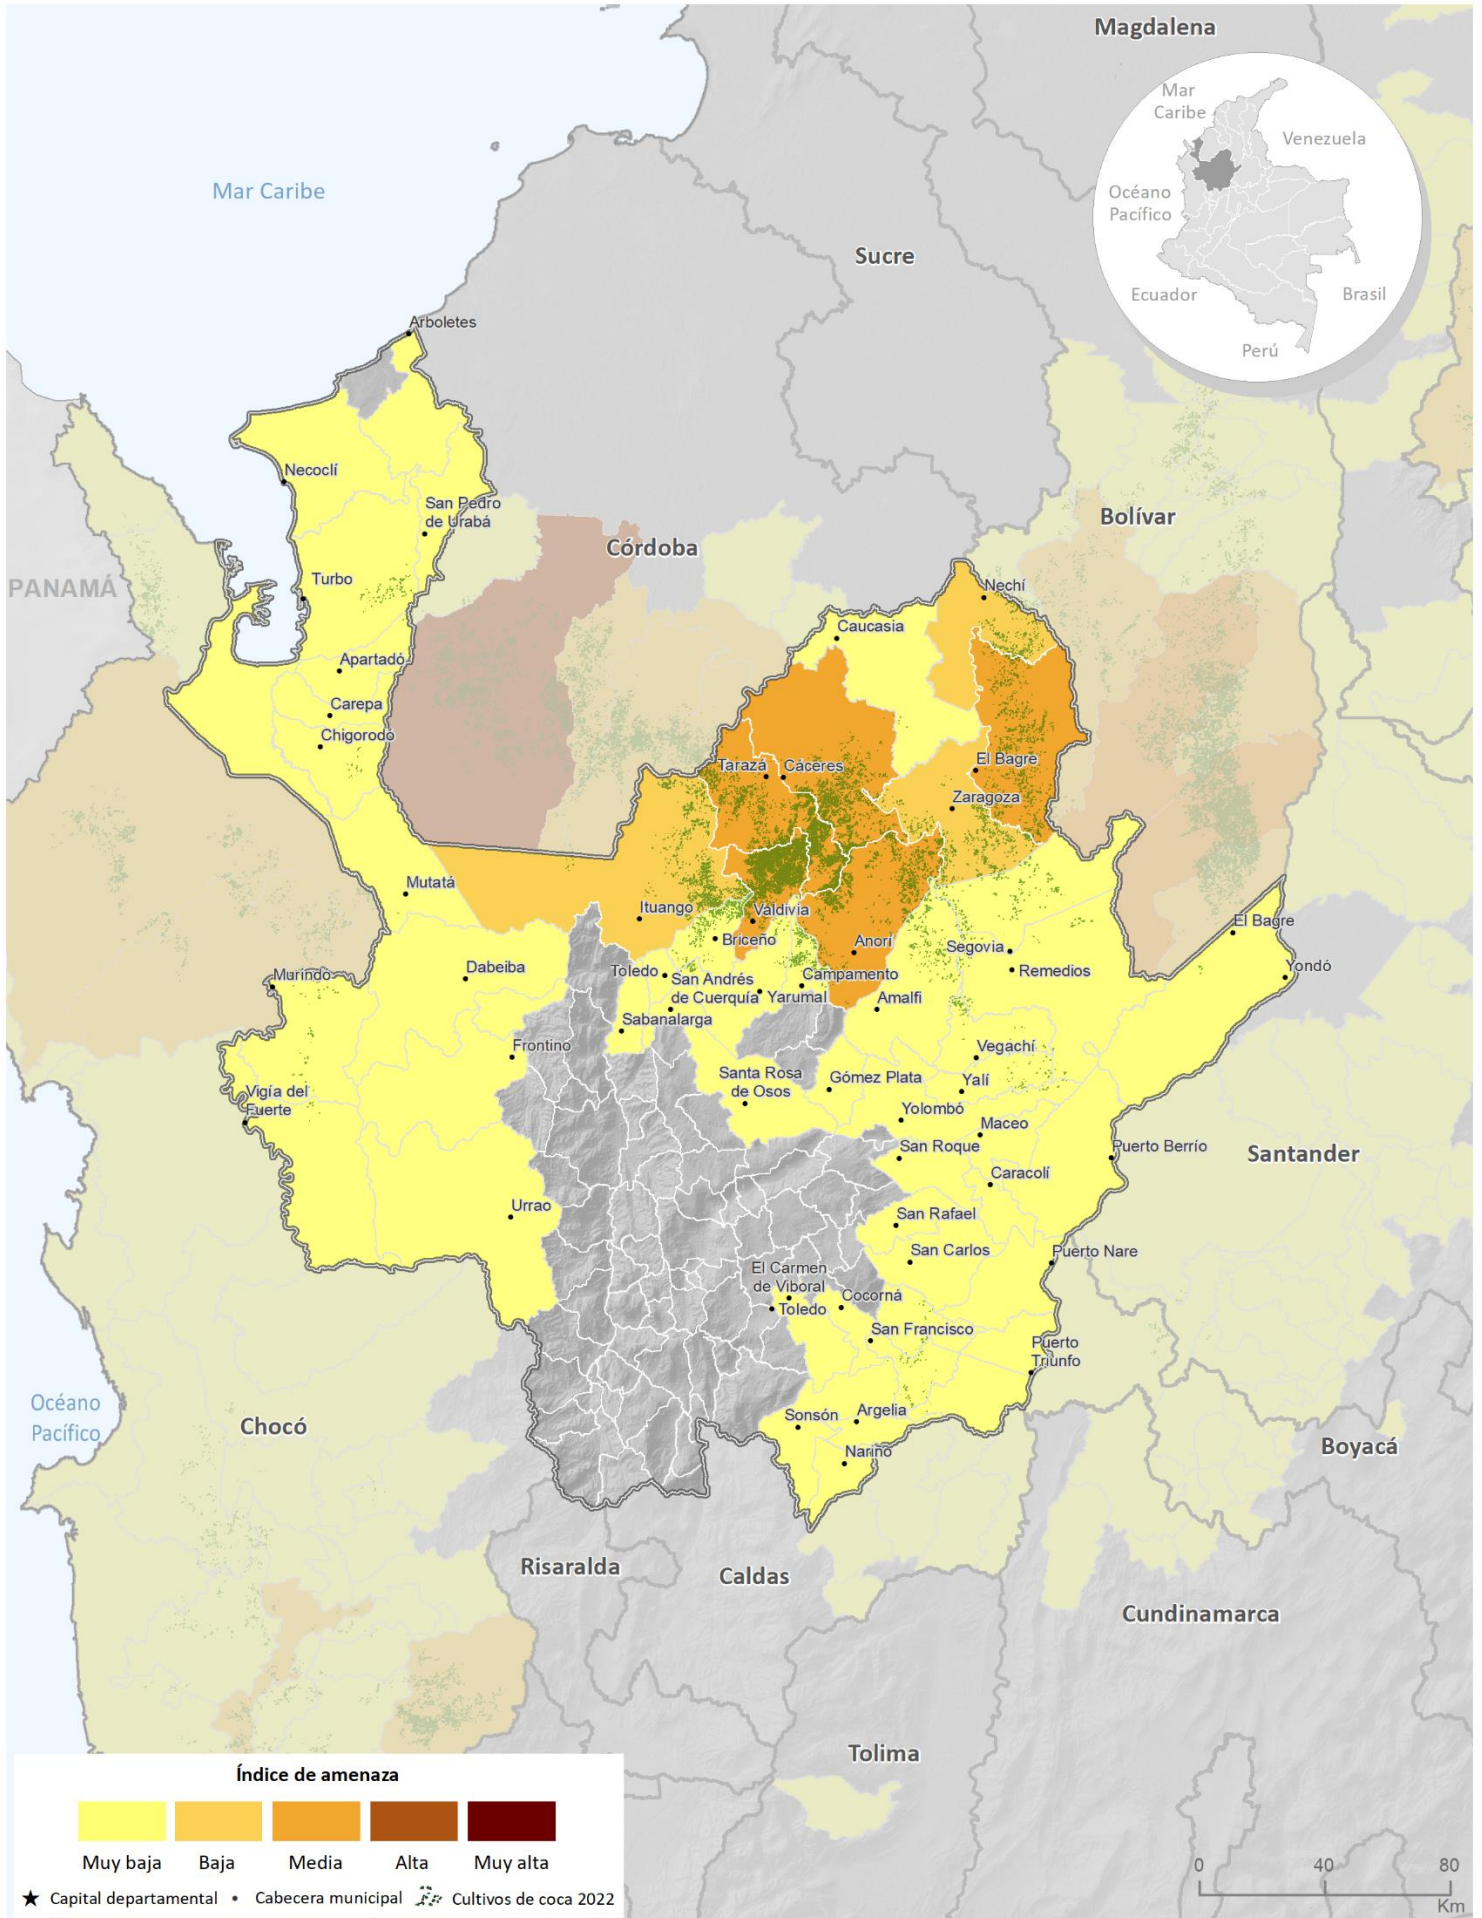 Magdalena
Mar
Caribe
Venezuela
Océano
Pacífico
Ecuador
Brasil
Perú
Mar Caribe
Sucre
Arboletes
Necoclí
San Pedro
de Urabá
Córdoba
Bolívar
PANAMÁ
Turbo
Nechí
Caucasia
Apartadó
Carepa
Chigorodó
Tarazá
Cáceres
El Bagre
Zaragoza
Mutatá
Ituango
Valdivia
Briceño
Anorí
Segovia
El Bagre
Yondó
Murindo
Dabeiba
Toledo
San Andrés
de Cuerquía
Yarumal
Campamento
Remedios
Amalfi
Sabanalarga
Frontino
Vegachí
Santa Rosa
de Osos
Gómez Plata
Yalí
Vigía del
Fuerte
Yolombó
Maceo
San Roque
Puerto Berrío
Santander
Caracolí
Urrao
San Rafael
San Carlos
Puerto Nare
El Carmen
de Viboral
Toledo
Cocorná
San Francisco
Puerto
Triunfo
Océano
Pacífico
Chocó
Sonsón
Argelia
Nariño
Boyacá
Risaralda
Caldas
Cundinamarca
Tolima
Índice de amenaza
Muy baja
Baja
Media
Alta
Muy alta
Capital departamental
Cabecera municipal
Cultivos de coca 2022
0
40
80
Km